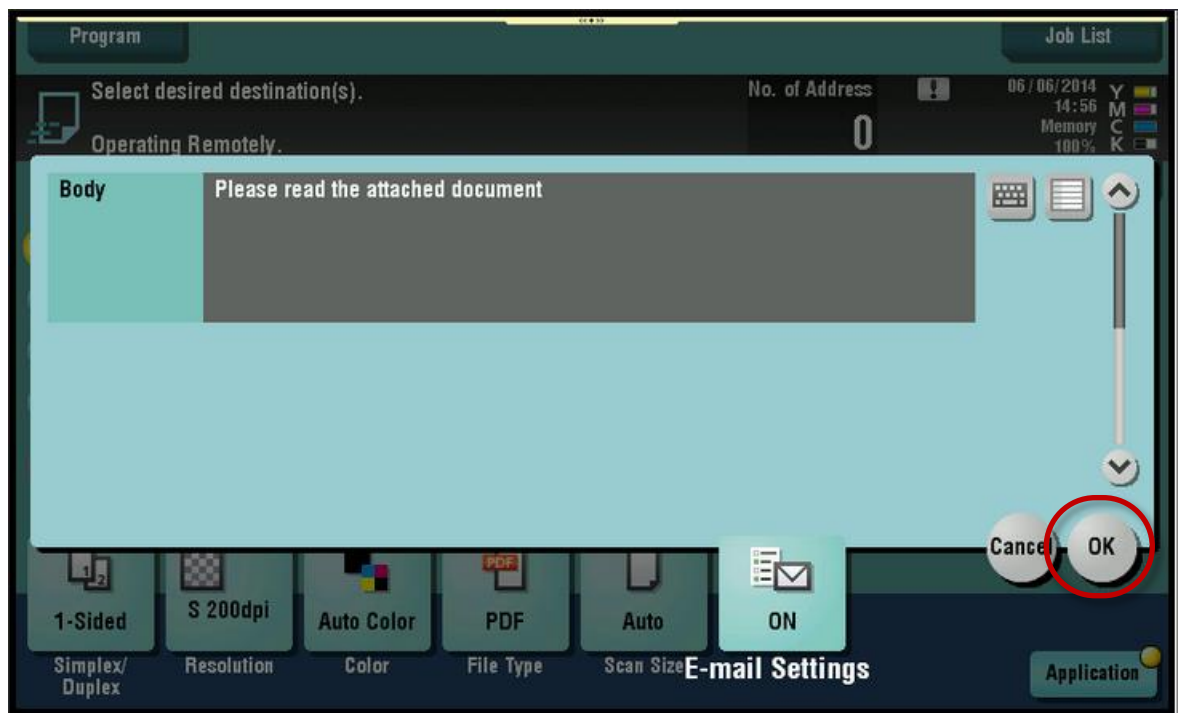 Program
Job List
Select desired destination(s).
Operating Remotely.
No. of Address
0
06/06/2014
14:56
Memory
100%
Y
M
C
K
Body
Please read the attached document
Cancel
OK
1-Sided
S 200dpi
Auto Color
PDF
PDF
Auto
ON
Simplex/
Duplex
Resolution
Color
File Type
Scan Size
E-mail Settings
Application